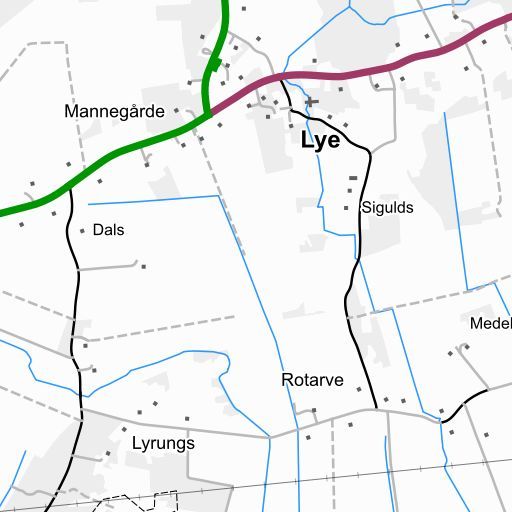 Mannegårde
Lye
Sigulds
Dals
Medel
Rotarve
Lyrungs